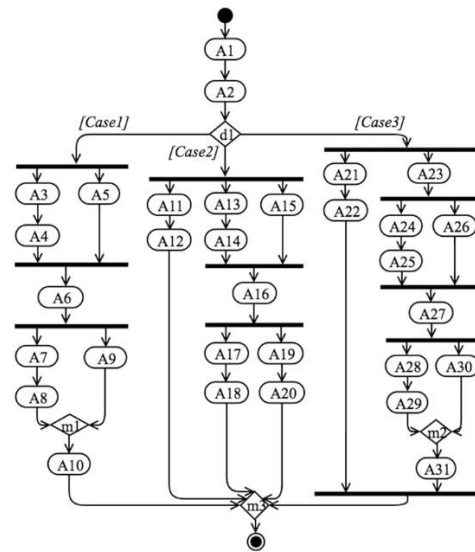 A1
A2
d1
[Case1]
[Case2]
[Case3]
A3
A5
A4
A6
A7
A9
A8
m1
A10
A11
A13
A15
A12
A14
A16
A17
A19
A18
A20
m3
A21
A23
A22
A24
A26
A25
A27
A28
A30
A29
m2
A31